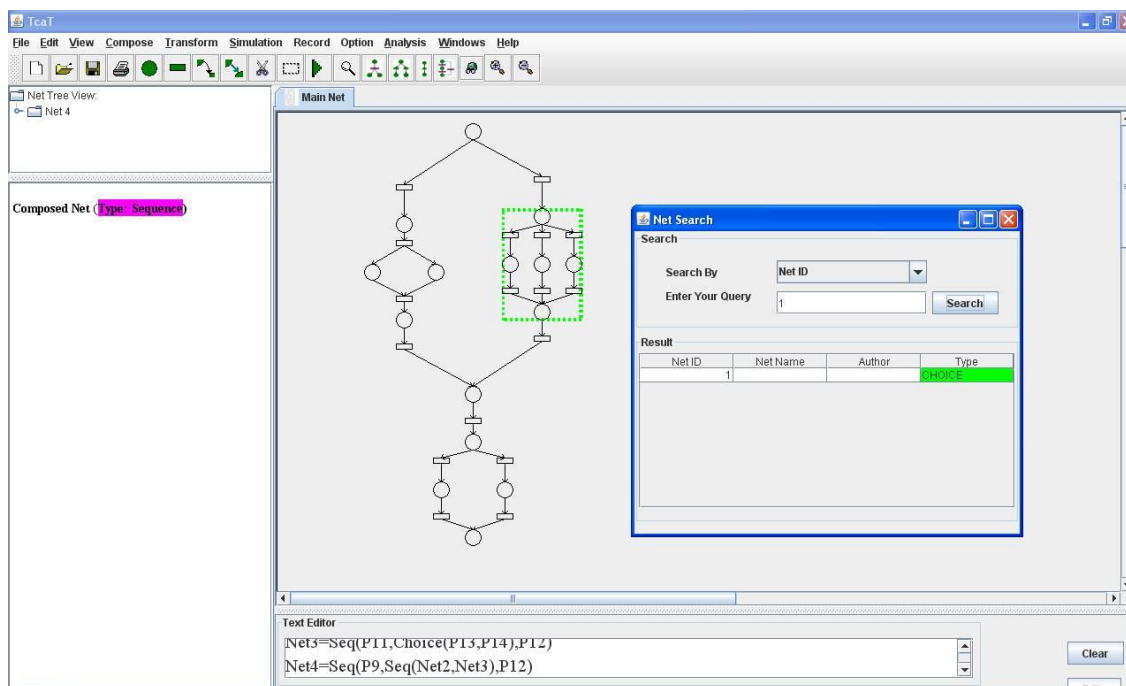 TcaT
File Edit View Compose Transform Simulation Record Option Analysis Windows Help
Net Tree View:
Net 4
Composed Net (Type: Sequence)
Main Net
Net Search
Search
Search By
Net ID
Enter Your Query
1
Search
Result
Net ID Net Name Author Type
1 CHOICE
Text Editor
Net3=Seq(P11,Choice(P13,P14),P12)
Net4=Seq(P9,Seq(Net2,Net3),P12)
Clear